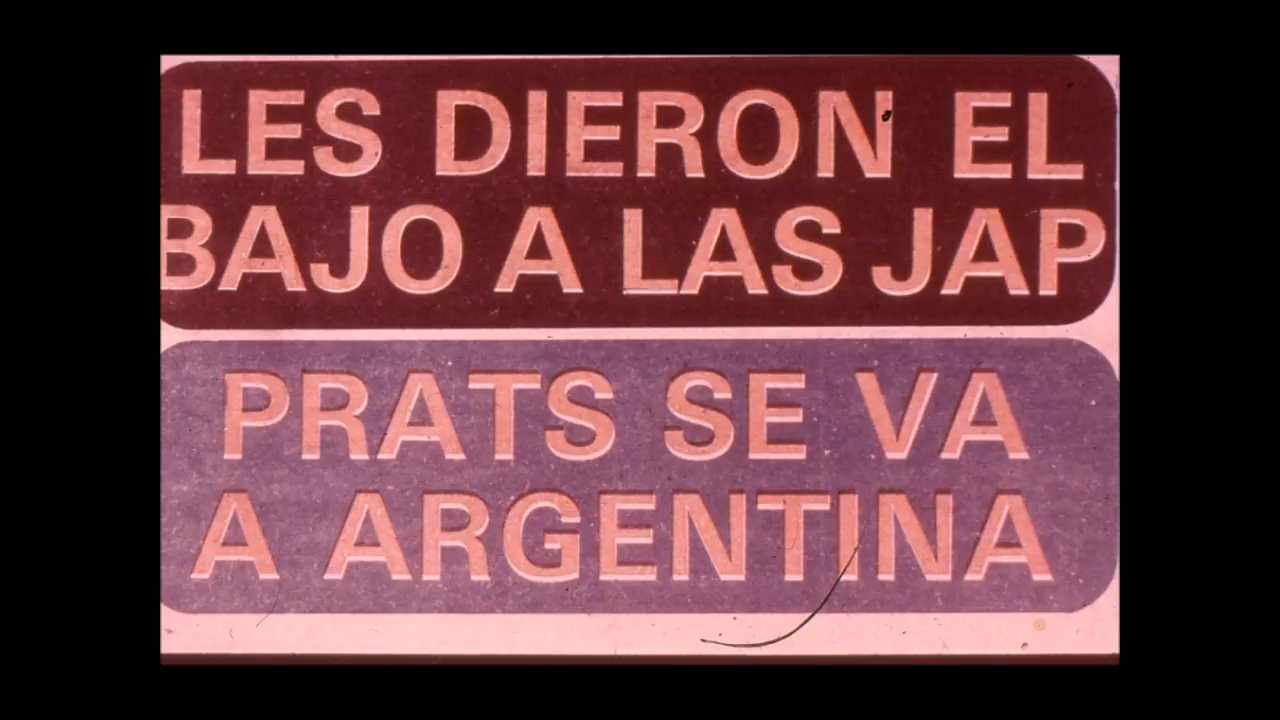 LES DIERON EL
BAJO A LAS JAP
PRATS SE VA
A ARGENTINA